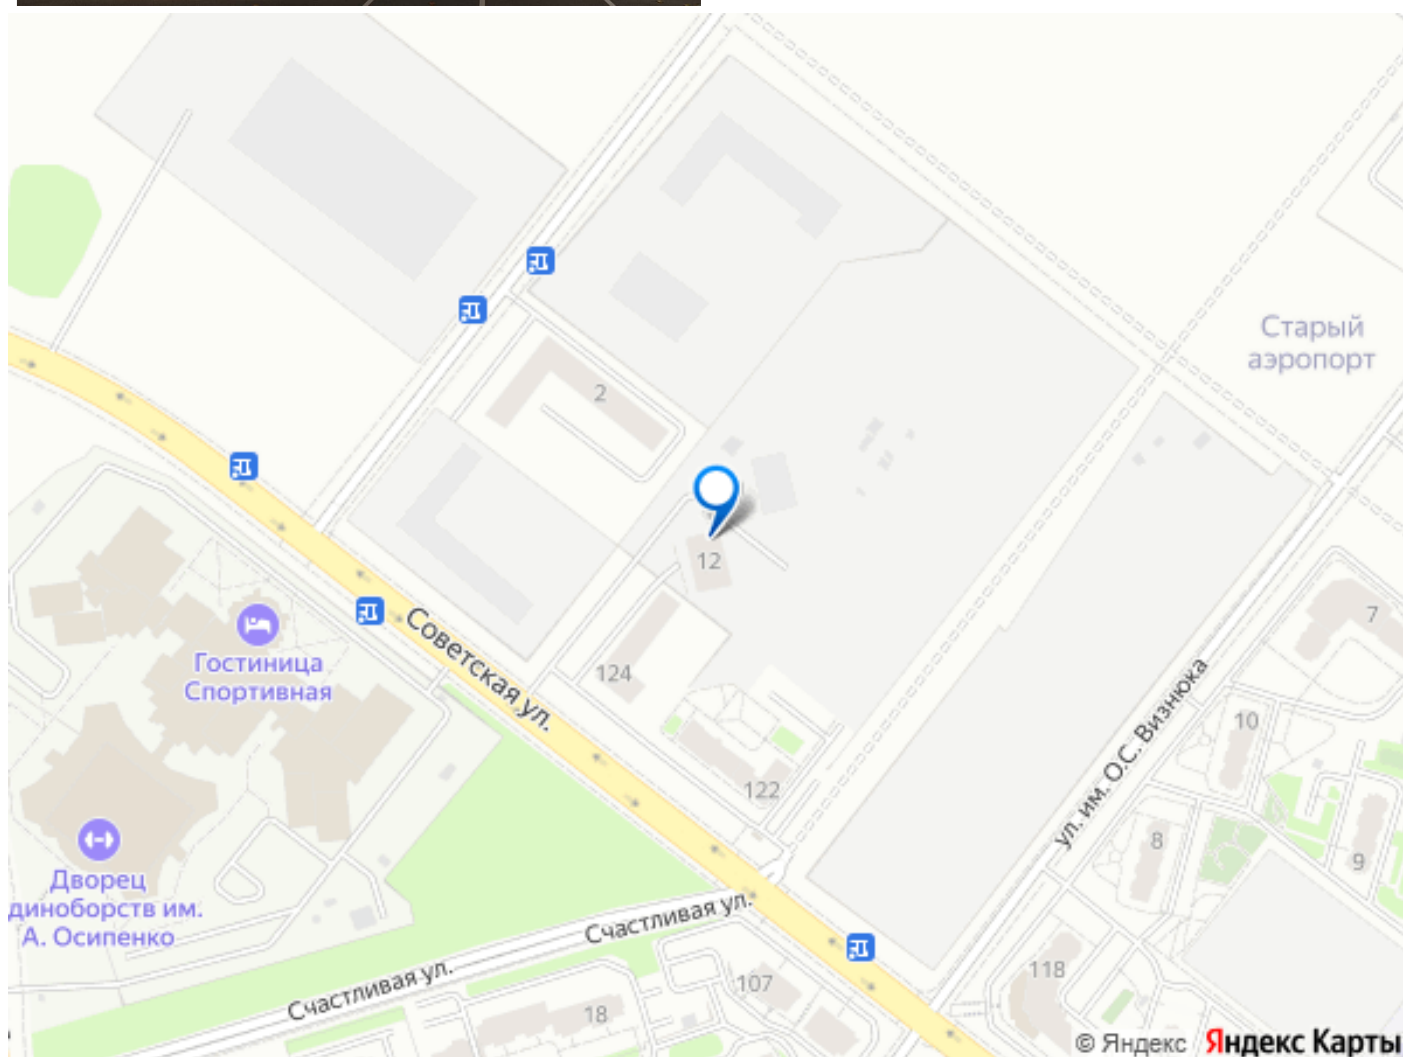 Старый
аэропорт
2
12
Советская ул.
7
Гостиница
Спортивная
124
ул. им. О.С. Визнюка
10
122
8
9
Дворец
диноборств им.
А. Осипенко
Счастливая ул.
118
107
Счастливая ул.
18
© Яндекс Яндекс Карты